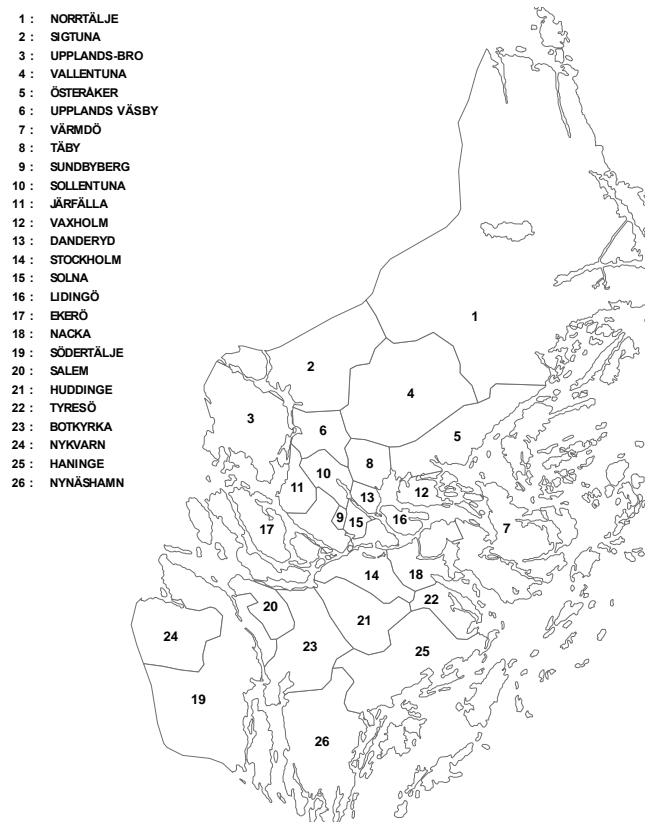 1 : NORRTÄLJE
2 : SIGTUNA
3 : UPPLANDS-BRO
4 : VALLENTUNA
5 : ÖSTERÅKER
6 : UPPLANDS VÄSBY
7 : VÄRMDÖ
8 : TÄBY
9 : SUNDBYBERG
10 : SOLLENTUNA
11 : JÄRFÄLLA
12 : VAXHOLM
13 : DANDERYD
14 : STOCKHOLM
15 : SOLNA
16 : LIDINGÖ
17 : EKERÖ
18 : NACKA
19 : SÖDERTÄLJE
20 : SALEM
21 : HUDDINGE
22 : TYRESÖ
23 : BOTKYRKA
24 : NYKVARN
25 : HANINGE
26 : NYNÄSHAMN
1
2
4
3
6
5
8
10
11
13
12
9
15
16
17
7
14
18
20
22
21
24
23
25
19
26